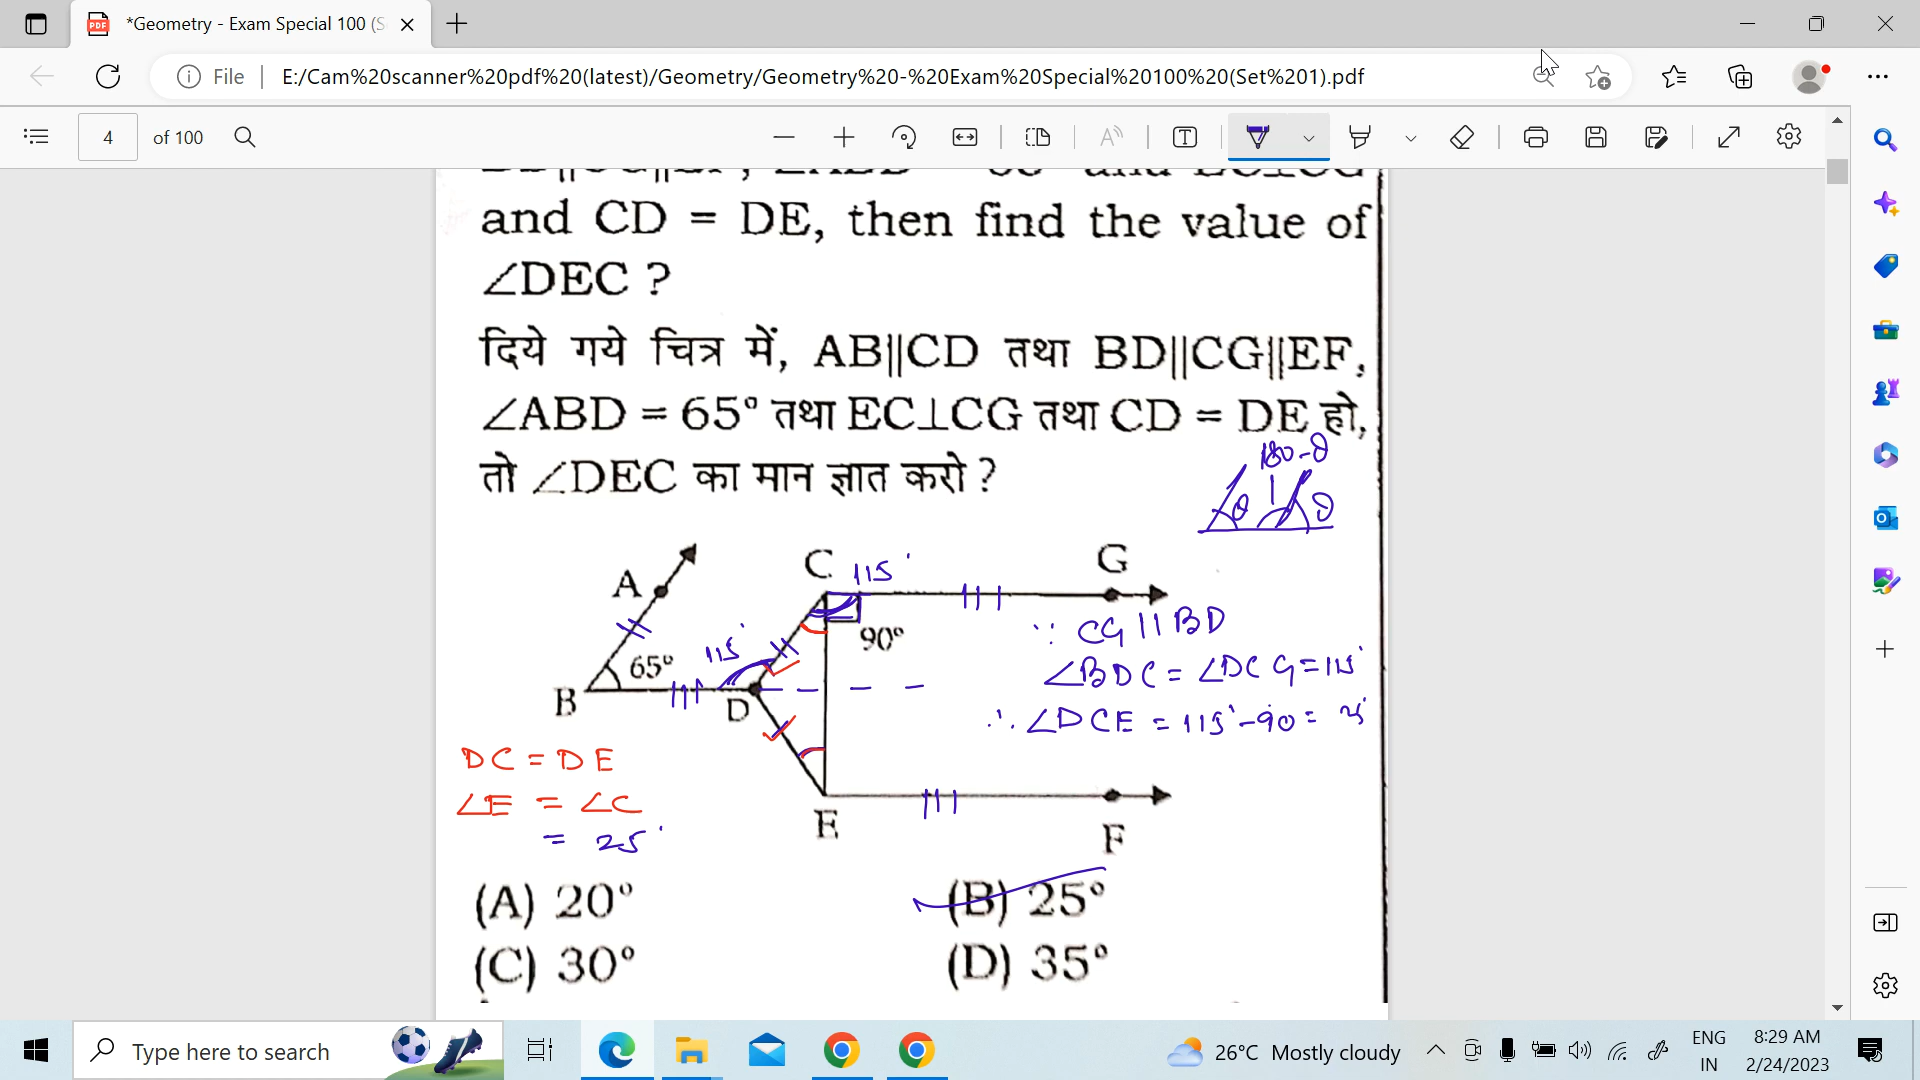 *Geometry - Exam Special 100 (S
File
E:/Cam%20scanner%20pdf%20(latest)/Geometry/Geometry%20-%20Exam%20Special%20100%20(Set%201).pdf
4 of 100
and CD = DE, then find the value of
∠DEC ?
दिये गये चित्र में, AB||CD तथा BD||CG||EF,
∠ABD = 65° तथा EC⊥CG तथा CD = DE हो,
तो ∠DEC का मान ज्ञात करो ?
180-θ
θ θ
A C 115° G
90°
∵ CG || BD
115° 65°
∠BDC = ∠DCG = 115°
B D
∴ ∠DCE = 115°-90 = 25°
DC = DE
∠E = ∠C
= 25°
E F
(A) 20° (B) 25°
(C) 30° (D) 35°
Type here to search
26°C Mostly cloudy
ENG
IN
8:29 AM
2/24/2023